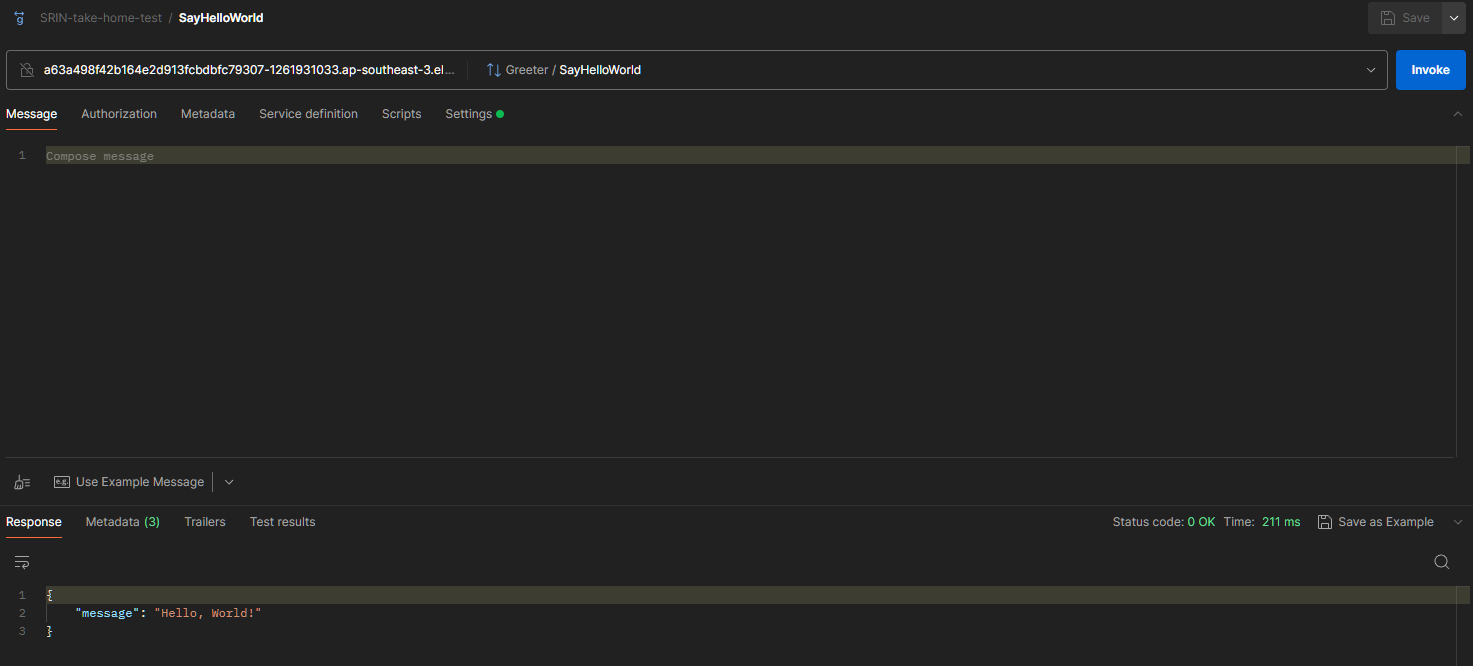 SRIN-take-home-test / SayHelloWorld
Save
a63a498f42b164e2d913fcbdbfc79307-1261931033.ap-southeast-3.el...
Greeter / SayHelloWorld
Invoke
Message Authorization Metadata Service definition Scripts Settings
1 Compose message
e.g. Use Example Message
Response Metadata (3) Trailers Test results
Status code: 0 OK Time: 211 ms Save as Example
1 {
2 "message": "Hello, World!"
3 }